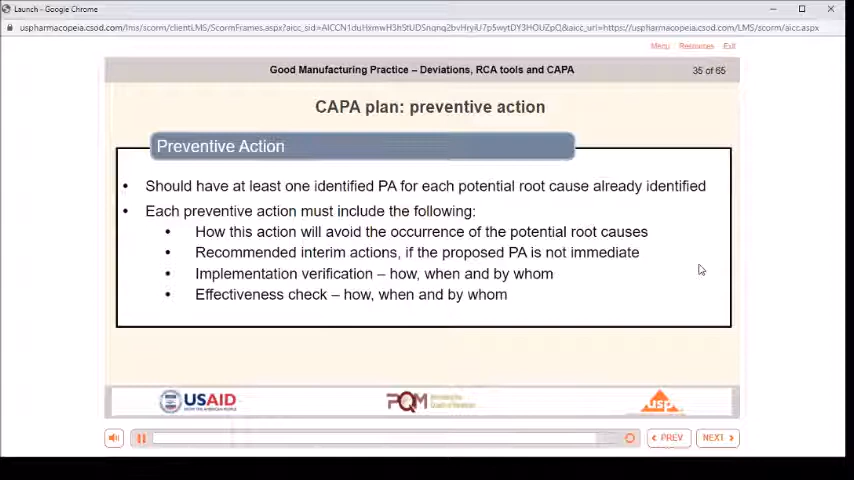 Launch - Google Chrome
Menu Resources Exit
Good Manufacturing Practice – Deviations, RCA tools and CAPA
35 of 65
CAPA plan: preventive action
Preventive Action
• Should have at least one identified PA for each potential root cause already identified
• Each preventive action must include the following:
• How this action will avoid the occurrence of the potential root causes
• Recommended interim actions, if the proposed PA is not immediate
• Implementation verification – how, when and by whom
• Effectiveness check – how, when and by whom
USAID
FROM THE AMERICAN PEOPLE
PQM
usp
PREV
NEXT